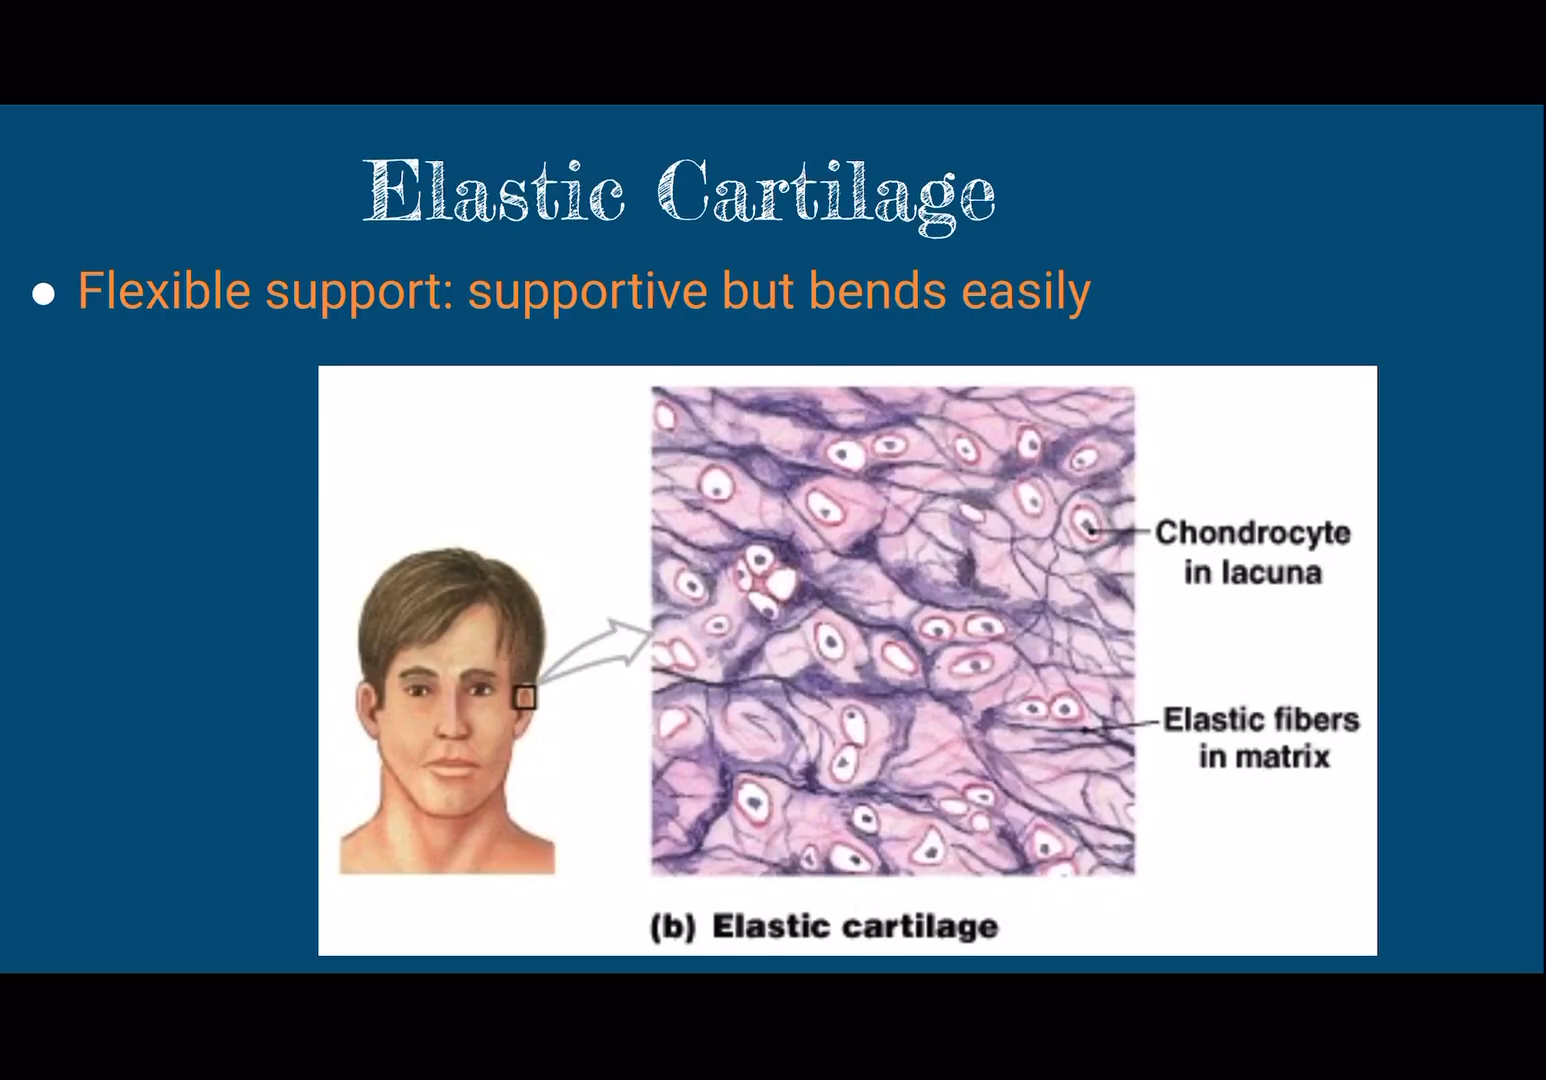 Elastic Cartilage
● Flexible support: supportive but bends easily
Chondrocyte
in lacuna
Elastic fibers
in matrix
(b) Elastic cartilage